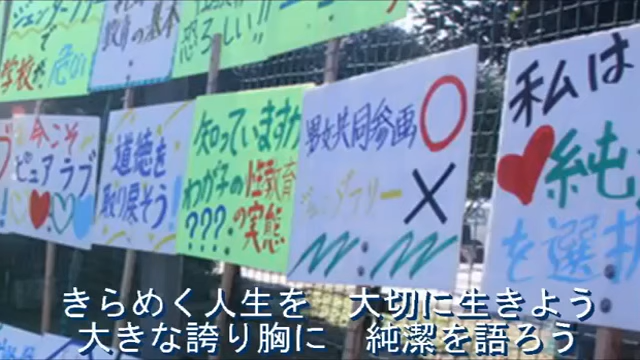 ジェンダーフリー
で
学校が危
教育の基本
恐ろしい!!
ブ
今こそ
ピュアラブ
道徳を
取り戻そう!
知っていますか
わが子の性教育
???の実態
男女共同参画○
ジェンダフリー×
私は
純
を選択
きらめく人生を 大切に生きよう
大きな誇り胸に 純潔を語ろう